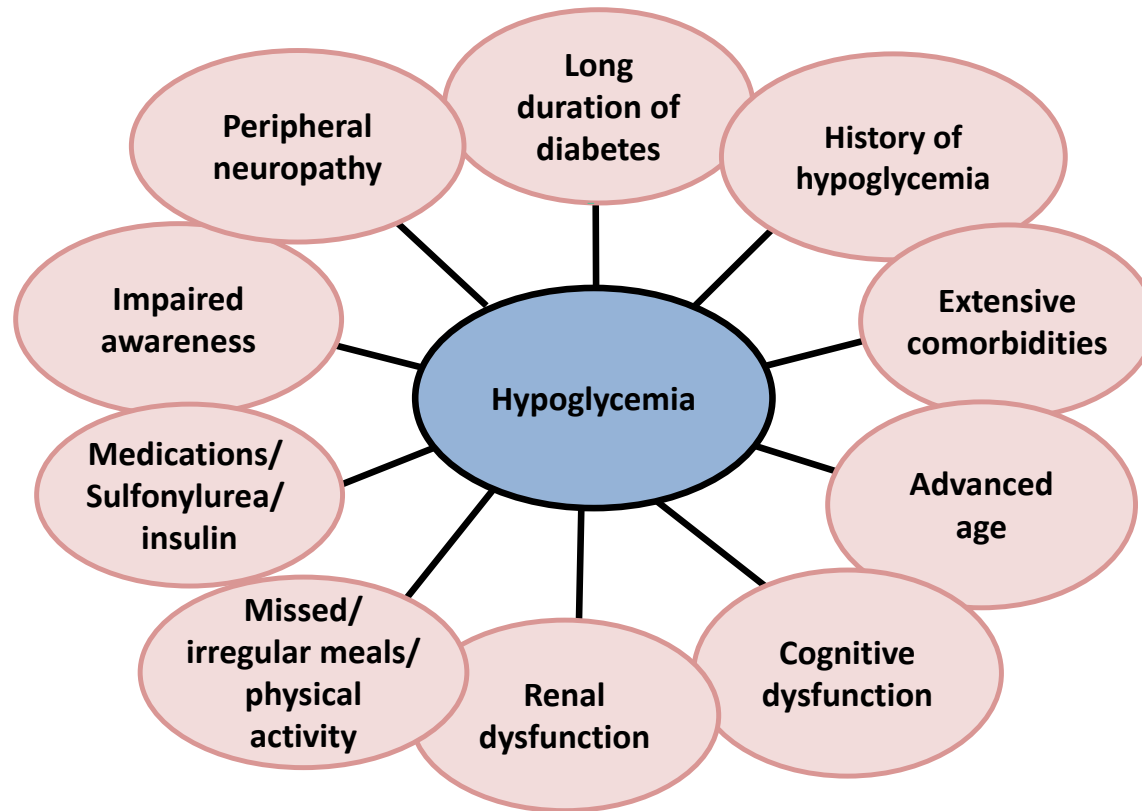 Long
duration of
diabetes
History of
hypoglycemia
Extensive
comorbidities
Advanced
age
Cognitive
dysfunction
Renal
dysfunction
Missed/
irregular meals/
physical
activity
Medications/
Sulfonylurea/
insulin
Impaired
awareness
Peripheral
neuropathy
Hypoglycemia